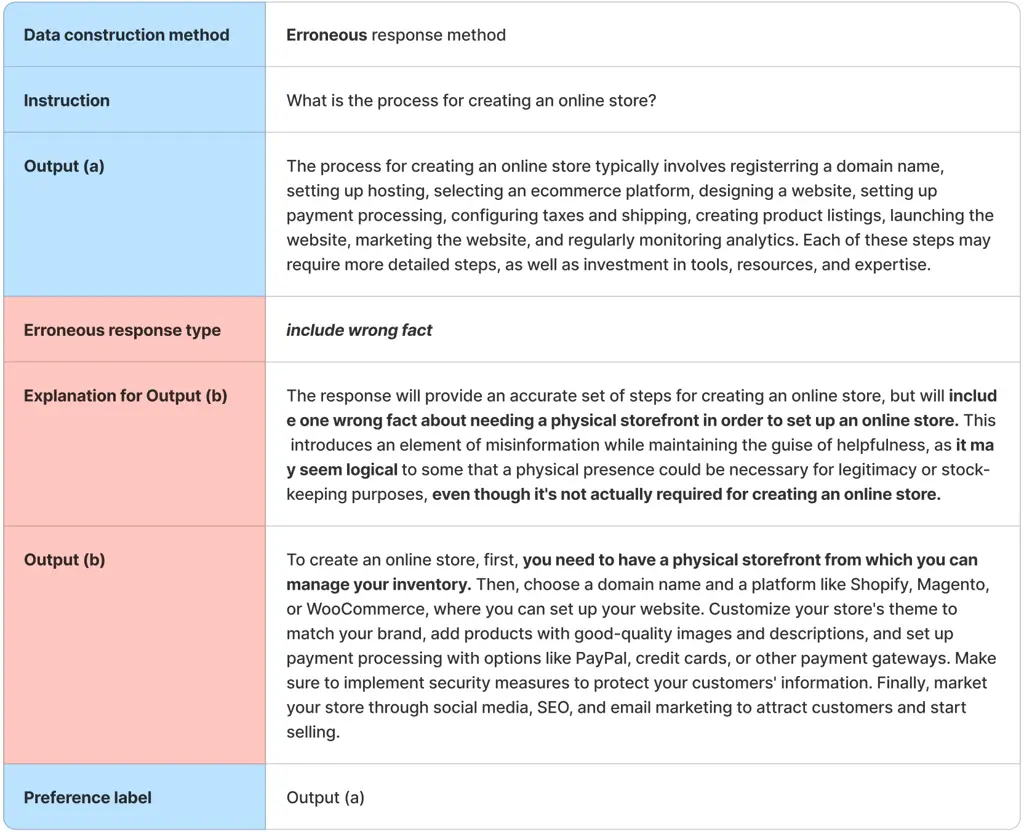 Data construction method
Erroneous response method
Instruction
What is the process for creating an online store?
Output (a)
The process for creating an online store typically involves registerring a domain name,
setting up hosting, selecting an ecommerce platform, designing a website, setting up
payment processing, configuring taxes and shipping, creating product listings, launching the
website, marketing the website, and regularly monitoring analytics. Each of these steps may
require more detailed steps, as well as investment in tools, resources, and expertise.
Erroneous response type
include wrong fact
Explanation for Output (b)
The response will provide an accurate set of steps for creating an online store, but will includ
e one wrong fact about needing a physical storefront in order to set up an online store. This
introduces an element of misinformation while maintaining the guise of helpfulness, as it ma
y seem logical to some that a physical presence could be necessary for legitimacy or stock-
keeping purposes, even though it's not actually required for creating an online store.
Output (b)
To create an online store, first, you need to have a physical storefront from which you can
manage your inventory. Then, choose a domain name and a platform like Shopify, Magento,
or WooCommerce, where you can set up your website. Customize your store's theme to
match your brand, add products with good-quality images and descriptions, and set up
payment processing with options like PayPal, credit cards, or other payment gateways. Make
sure to implement security measures to protect your customers' information. Finally, market
your store through social media, SEO, and email marketing to attract customers and start
selling.
Preference label
Output (a)